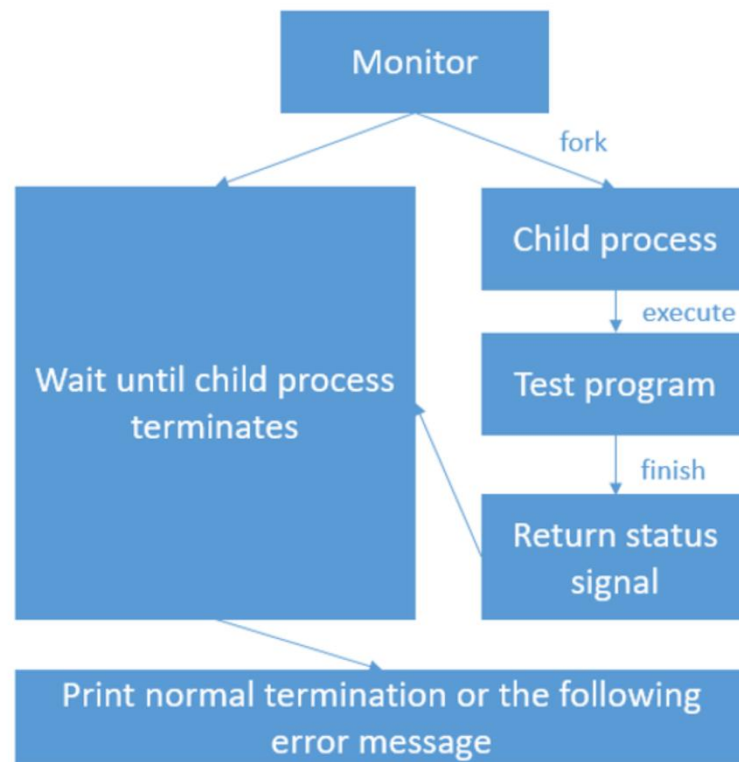 Monitor
fork
Child process
execute
Wait until child process
terminates
Test program
finish
Return status
signal
Print normal termination or the following
error message